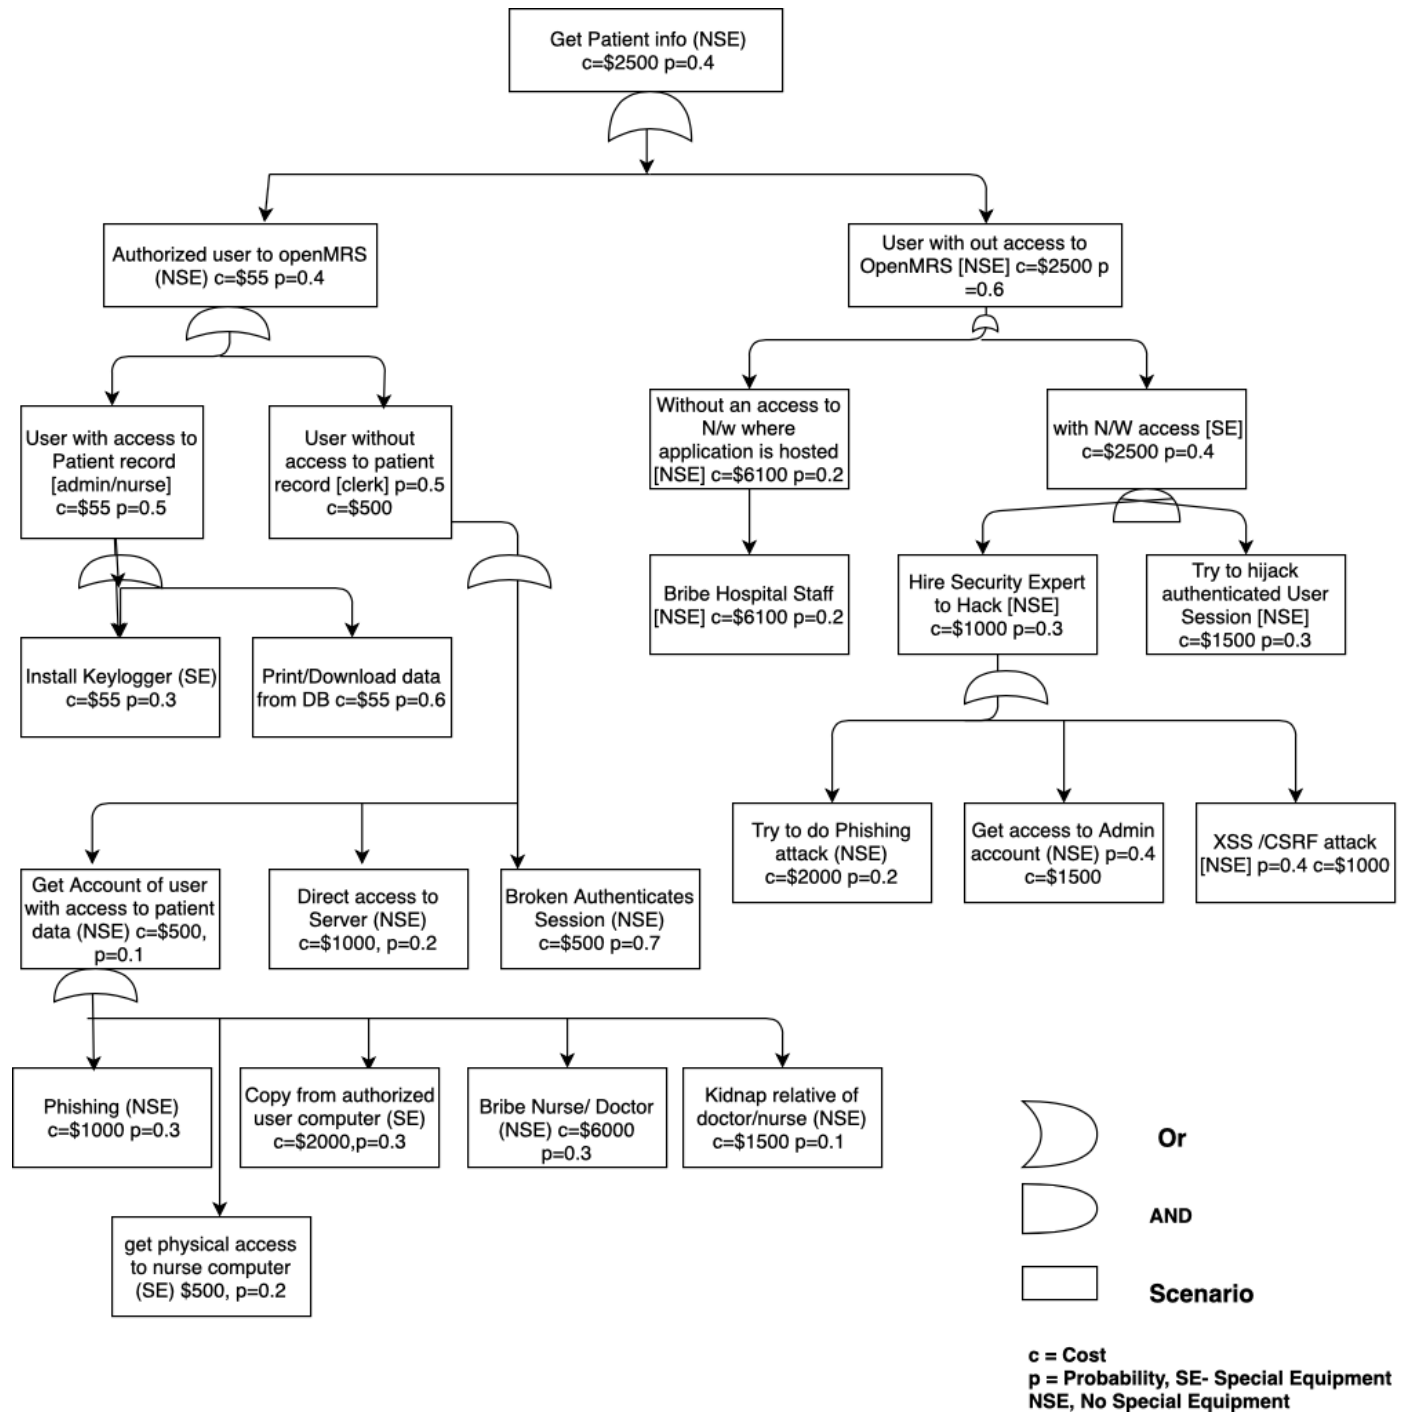 Get Patient info (NSE)
c=$2500 p=0.4
Authorized user to openMRS
(NSE) c=$55 p=0.4
User with out access to
OpenMRS [NSE] c=$2500 p
=0.6
User with access to
Patient record
[admin/nurse]
c=$55 p=0.5
User without
access to patient
record [clerk] p=0.5
c=$500
Without an access to
N/w where
application is hosted
[NSE] c=$6100 p=0.2
with N/W access [SE]
c=$2500 p=0.4
Bribe Hospital Staff
[NSE] c=$6100 p=0.2
Hire Security Expert
to Hack [NSE]
c=$1000 p=0.3
Try to hijack
authenticated User
Session [NSE]
c=$1500 p=0.3
Install Keylogger (SE)
c=$55 p=0.3
Print/Download data
from DB c=$55 p=0.6
Try to do Phishing
attack (NSE)
c=$2000 p=0.2
Get access to Admin
account (NSE) p=0.4
c=$1500
XSS /CSRF attack
[NSE] p=0.4 c=$1000
Get Account of user
with access to patient
data (NSE) c=$500,
p=0.1
Direct access to
Server (NSE)
c=$1000, p=0.2
Broken Authenticates
Session (NSE)
c=$500 p=0.7
Phishing (NSE)
c=$1000 p=0.3
Copy from authorized
user computer (SE)
c=$2000,p=0.3
Bribe Nurse/ Doctor
(NSE) c=$6000
p=0.3
Kidnap relative of
doctor/nurse (NSE)
c=$1500 p=0.1
get physical access
to nurse computer
(SE) $500, p=0.2
Or
AND
Scenario
c = Cost
p = Probability, SE- Special Equipment
NSE, No Special Equipment